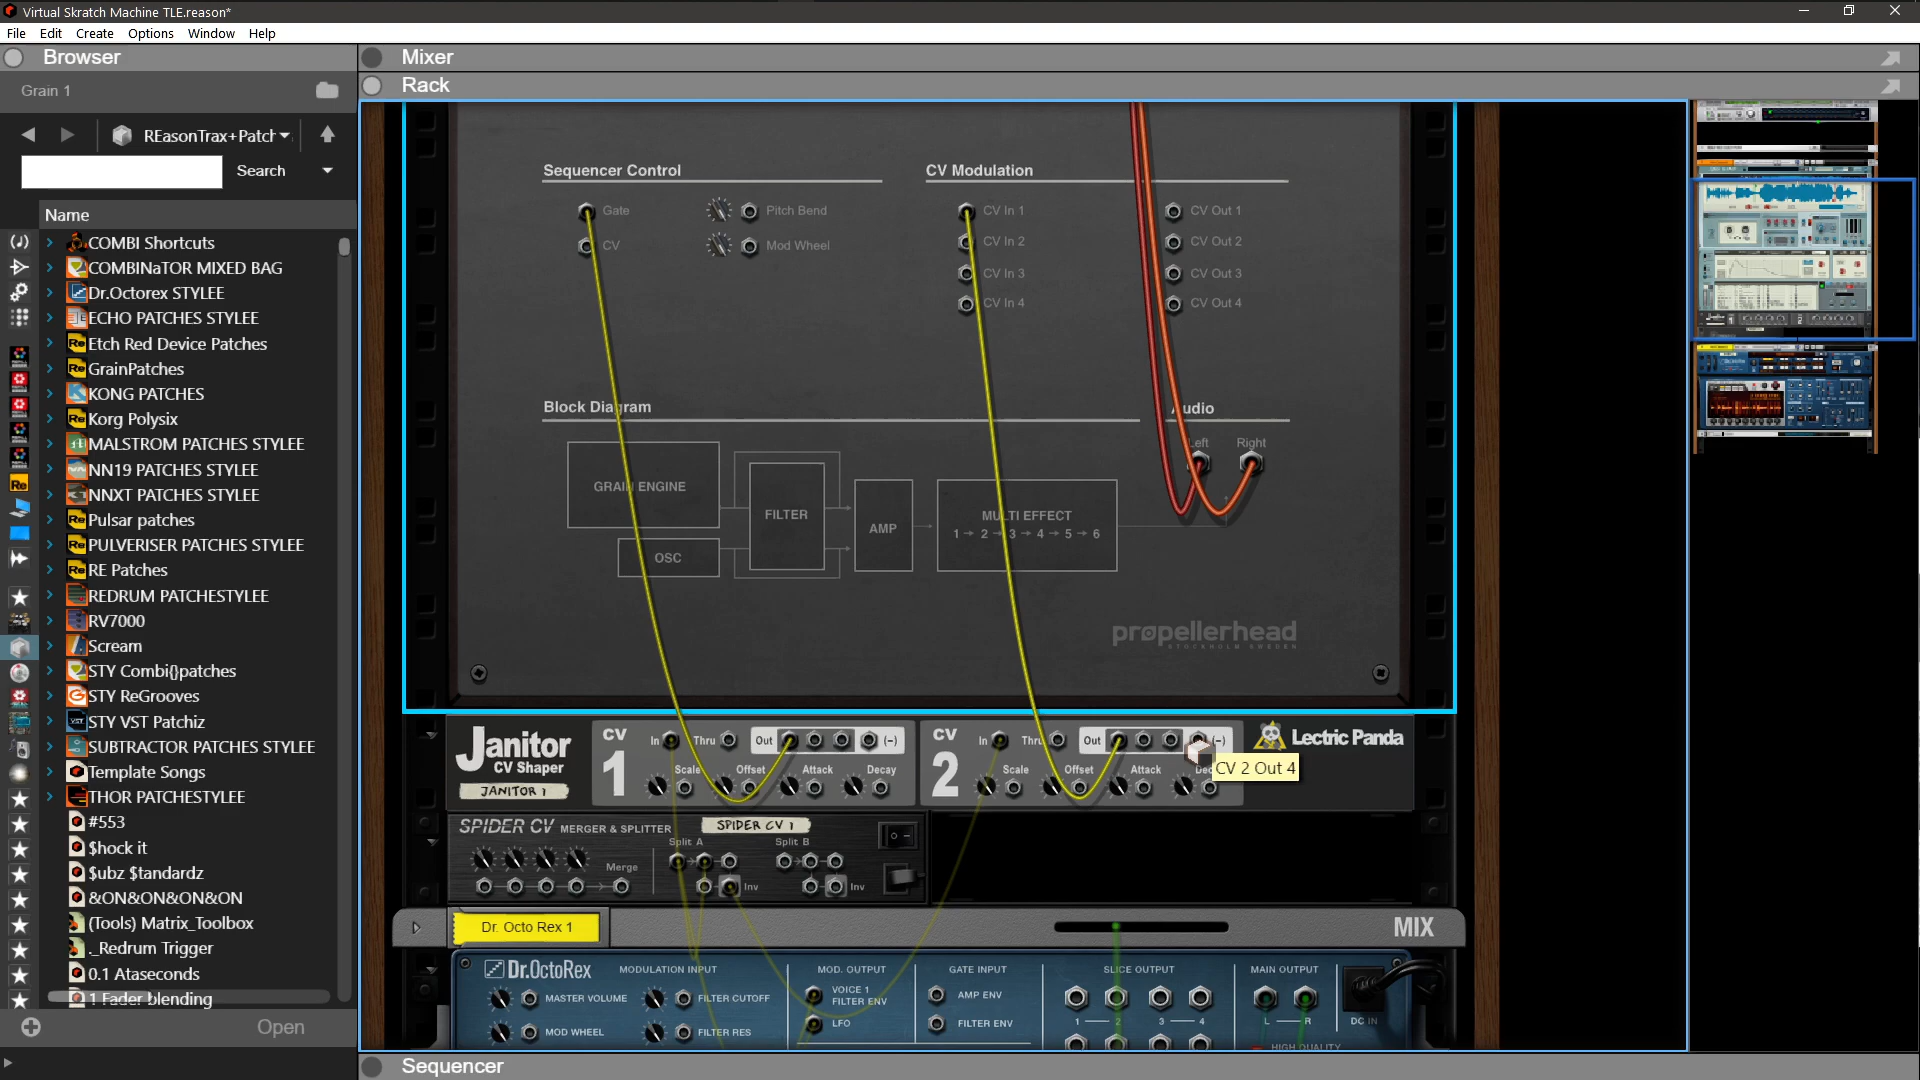 Virtual Skratch Machine TLE.reason*
File Edit Create Options Window Help
Browser
Mixer
Rack
Grain 1
REasonTrax+Patch
Search
Name
COMBI Shortcuts
COMBINaTOR MIXED BAG
Dr.Octorex STYLEE
ECHO PATCHES STYLEE
Etch Red Device Patches
GrainPatches
KONG PATCHES
Korg Polysix
MALSTROM PATCHES STYLEE
NN19 PATCHES STYLEE
NNXT PATCHES STYLEE
Pulsar patches
PULVERISER PATCHES STYLEE
RE Patches
REDRUM PATCHESTYLEE
RV7000
Scream
STY Combi{}patches
STY ReGrooves
STY VST Patchiz
SUBTRACTOR PATCHES STYLEE
Template Songs
THOR PATCHESTYLEE
#553
$hock it
$ubz $tandardz
&ON&ON&ON&ON
(Tools) Matrix_Toolbox
._Redrum Trigger
0.1 Ataseconds
1 Fader blending
Open
Sequencer Control
Gate
Pitch Bend
CV
Mod Wheel
CV Modulation
CV In 1
CV Out 1
CV In 2
CV Out 2
CV In 3
CV Out 3
CV In 4
CV Out 4
Block Diagram
Audio
Left Right
GRAIN ENGINE
OSC
FILTER
AMP
MULTI EFFECT
1 → 2 → 3 → 4 → 5 → 6
propellerhead
STOCKHOLM SWEDEN
Janitor
CV Shaper
JANITOR 1
CV 1
In Thru Out (-)
Scale Offset Attack Decay
CV 2
In Thru Out (-)
Scale Offset Attack Dec
Lectric Panda
CV 2 Out 4
SPIDER CV MERGER & SPLITTER
SPIDER CV 1
Merge
Split A
Split B
Inv
Inv
Dr. Octo Rex 1
MIX
Dr.OctoRex
MODULATION INPUT
MASTER VOLUME
FILTER CUTOFF
MOD WHEEL
FILTER RES
MOD. OUTPUT
VOICE 1
FILTER ENV
LFO
GATE INPUT
AMP ENV
FILTER ENV
SLICE OUTPUT
1 — 2 3 — 4
MAIN OUTPUT
L — R
DC IN
HIGH QUALITY
Sequencer